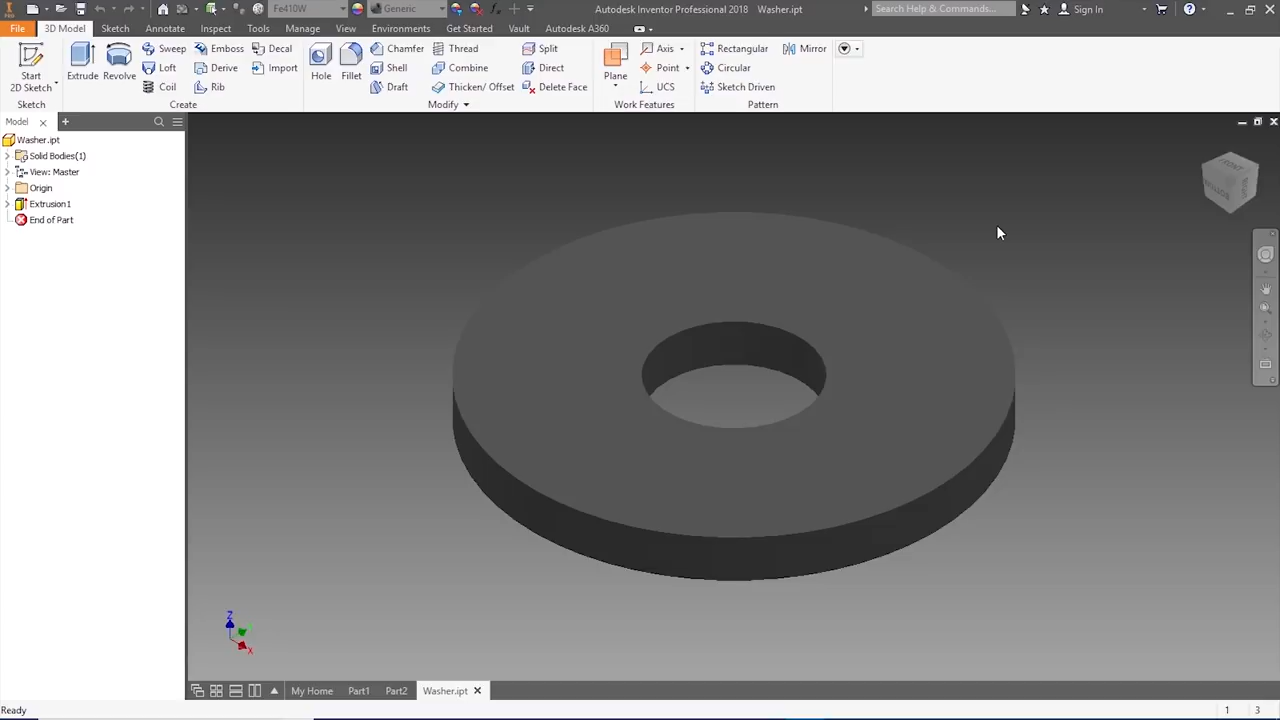 Fe410W
Generic
Autodesk Inventor Professional 2018 Washer.ipt
Search Help & Commands...
Sign In
File 3D Model Sketch Annotate Inspect Tools Manage View Environments Get Started Vault Autodesk A360
Start
2D Sketch
Extrude
Revolve
Sweep Emboss Decal
Loft Derive Import
Coil Rib
Hole
Fillet
Chamfer Thread Split
Shell Combine Direct
Draft Thicken/ Offset Delete Face
Plane
Axis
Point
UCS
Rectangular Mirror
Circular
Sketch Driven
Sketch Create Modify Work Features Pattern
Model
Washer.ipt
Solid Bodies(1)
View: Master
Origin
Extrusion1
End of Part
FRONT
Z
X
My Home Part1 Part2 Washer.ipt
Ready
1 3